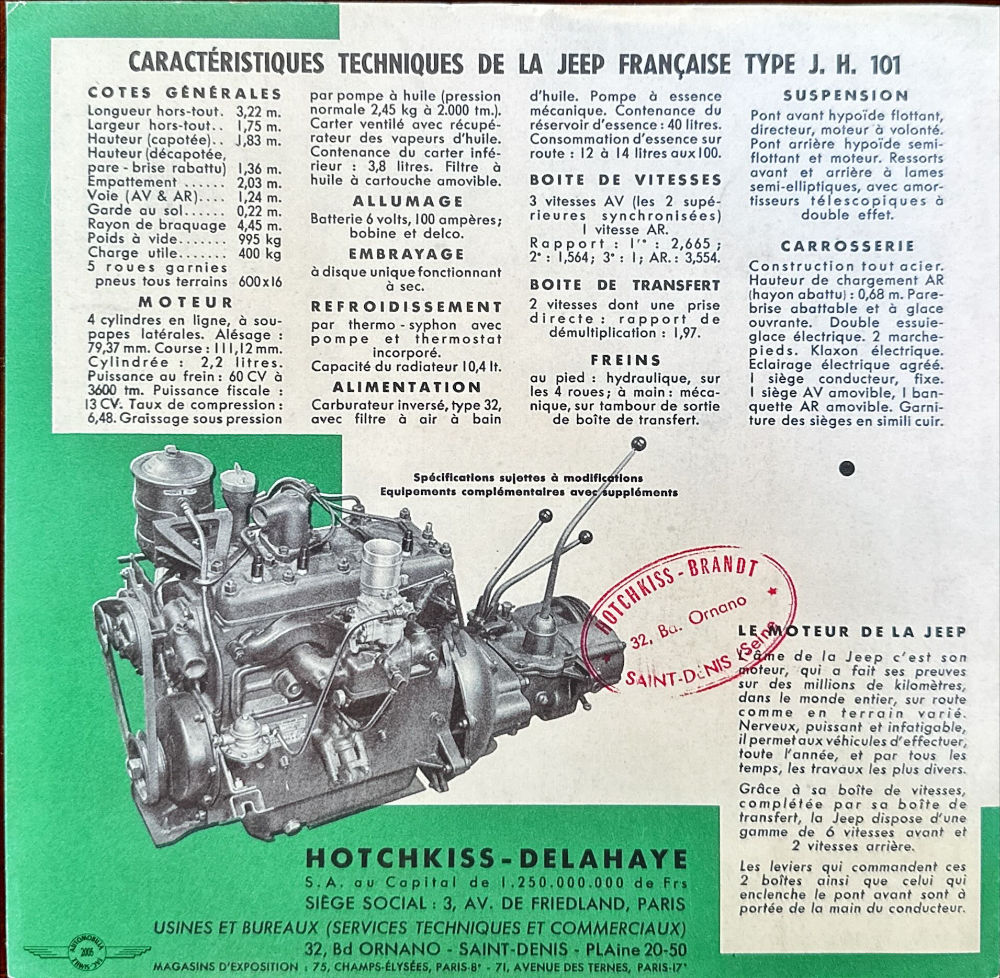 CARACTÉRISTIQUES TECHNIQUES DE LA JEEP FRANÇAISE TYPE J. H. 101
COTES GÉNÉRALES
Longueur hors-tout. 3,22 m.
Largeur hors-tout.. 1,75 m.
Hauteur (capotée).. 1,83 m.
Hauteur (décapotée,
pare - brise rabattu) 1,36 m.
Empattement ...... 2,03 m.
Voie (AV & AR).... 1,24 m.
Garde au sol...... 0,22 m.
Rayon de braquage 4,45 m.
Poids à vide....... 995 kg
Charge utile....... 400 kg
5 roues garnies
pneus tous terrains 600x16
MOTEUR
4 cylindres en ligne, à sou-
papes latérales. Alésage :
79,37 mm. Course : 111,12 mm.
Cylindrée : 2,2 litres.
Puissance au frein : 60 CV à
3600 tm. Puissance fiscale :
13 CV. Taux de compression :
6,48. Graissage sous pression
par pompe à huile (pression
normale 2,45 kg à 2.000 tm.).
Carter ventilé avec récupé-
rateur des vapeurs d'huile.
Contenance du carter infé-
rieur : 3,8 litres. Filtre à
huile à cartouche amovible.
ALLUMAGE
Batterie 6 volts, 100 ampères;
bobine et delco.
EMBRAYAGE
à disque unique fonctionnant
à sec.
REFROIDISSEMENT
par thermo - syphon avec
pompe et thermostat
incorporé.
Capacité du radiateur 10,4 lt.
ALIMENTATION
Carburateur inversé, type 32,
avec filtre à air à bain
d'huile. Pompe à essence
mécanique. Contenance du
réservoir d'essence : 40 litres.
Consommation d'essence sur
route : 12 à 14 litres aux 100.
BOITE DE VITESSES
3 vitesses AV (les 2 supé-
rieures synchronisées)
1 vitesse AR.
Rapport : 1re : 2,665 ;
2e : 1,564; 3e : 1; AR. : 3,554.
BOITE DE TRANSFERT
2 vitesses dont une prise
directe : rapport de
démultiplication : 1,97.
FREINS
au pied : hydraulique, sur
les 4 roues; à main : méca-
nique, sur tambour de sortie
de boîte de transfert.
SUSPENSION
Pont avant hypoïde flottant,
directeur, moteur à volonté.
Pont arrière hypoïde semi-
flottant et moteur. Ressorts
avant et arrière à lames
semi-elliptiques, avec amor-
tisseurs télescopiques à
double effet.
CARROSSERIE
Construction tout acier.
Hauteur de chargement AR
(hayon abattu) : 0,68 m. Pare-
brise abattable et à glace
ouvrante. Double essuie-
glace électrique. 2 marche-
pieds. Klaxon électrique.
Eclairage électrique agréé.
1 siège conducteur, fixe.
1 siège AV amovible, 1 ban-
quette AR amovible. Garni-
ture des sièges en simili cuir.
Spécifications sujettes à modifications
Equipements complémentaires avec suppléments
HOTCHKISS - BRANDT
32, Bd. Ornano
SAINT-DENIS (Seine)
LE MOTEUR DE LA JEEP
L'âme de la Jeep c'est son
moteur, qui a fait ses preuves
sur des millions de kilomètres,
dans le monde entier, sur route
comme en terrain varié.
Nerveux, puissant et infatigable,
il permet aux véhicules d'effectuer,
toute l'année, et par tous les
temps, les travaux les plus divers.
Grâce à sa boîte de vitesses,
complétée par sa boîte de
transfert, la Jeep dispose d'une
gamme de 6 vitesses avant et
2 vitesses arrière.
Les leviers qui commandent ces
2 boîtes ainsi que celui qui
enclenche le pont avant sont à
portée de la main du conducteur.
HOTCHKISS - DELAHAYE
S.A. au Capital de 1.250.000.000 de Frs
SIÈGE SOCIAL : 3, AV. DE FRIEDLAND, PARIS
USINES ET BUREAUX (SERVICES TECHNIQUES ET COMMERCIAUX)
32, Bd ORNANO - SAINT-DENIS - PLAine 20-50
MAGASINS D'EXPOSITION : 75, CHAMPS-ÉLYSÉES, PARIS-8e - 71, AVENUE DES TERNES, PARIS-17e
AUTOMOBILIA
2005